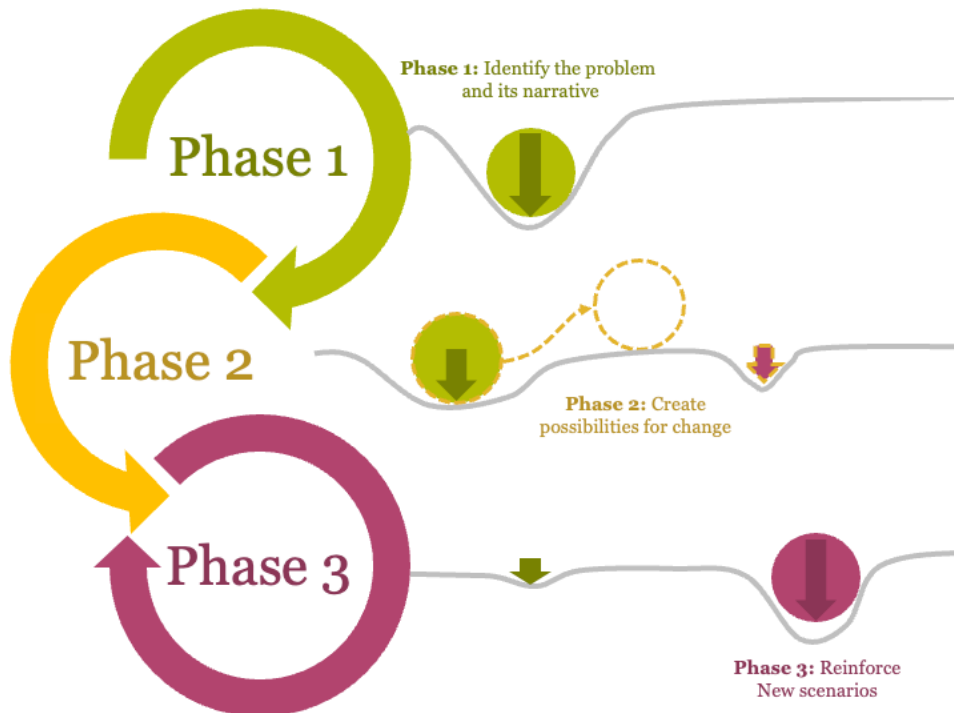 Phase 1: Identify the problem
and its narrative
Phase 1
Phase 2
Phase 2: Create
possibilities for change
Phase 3
Phase 3: Reinforce
New scenarios